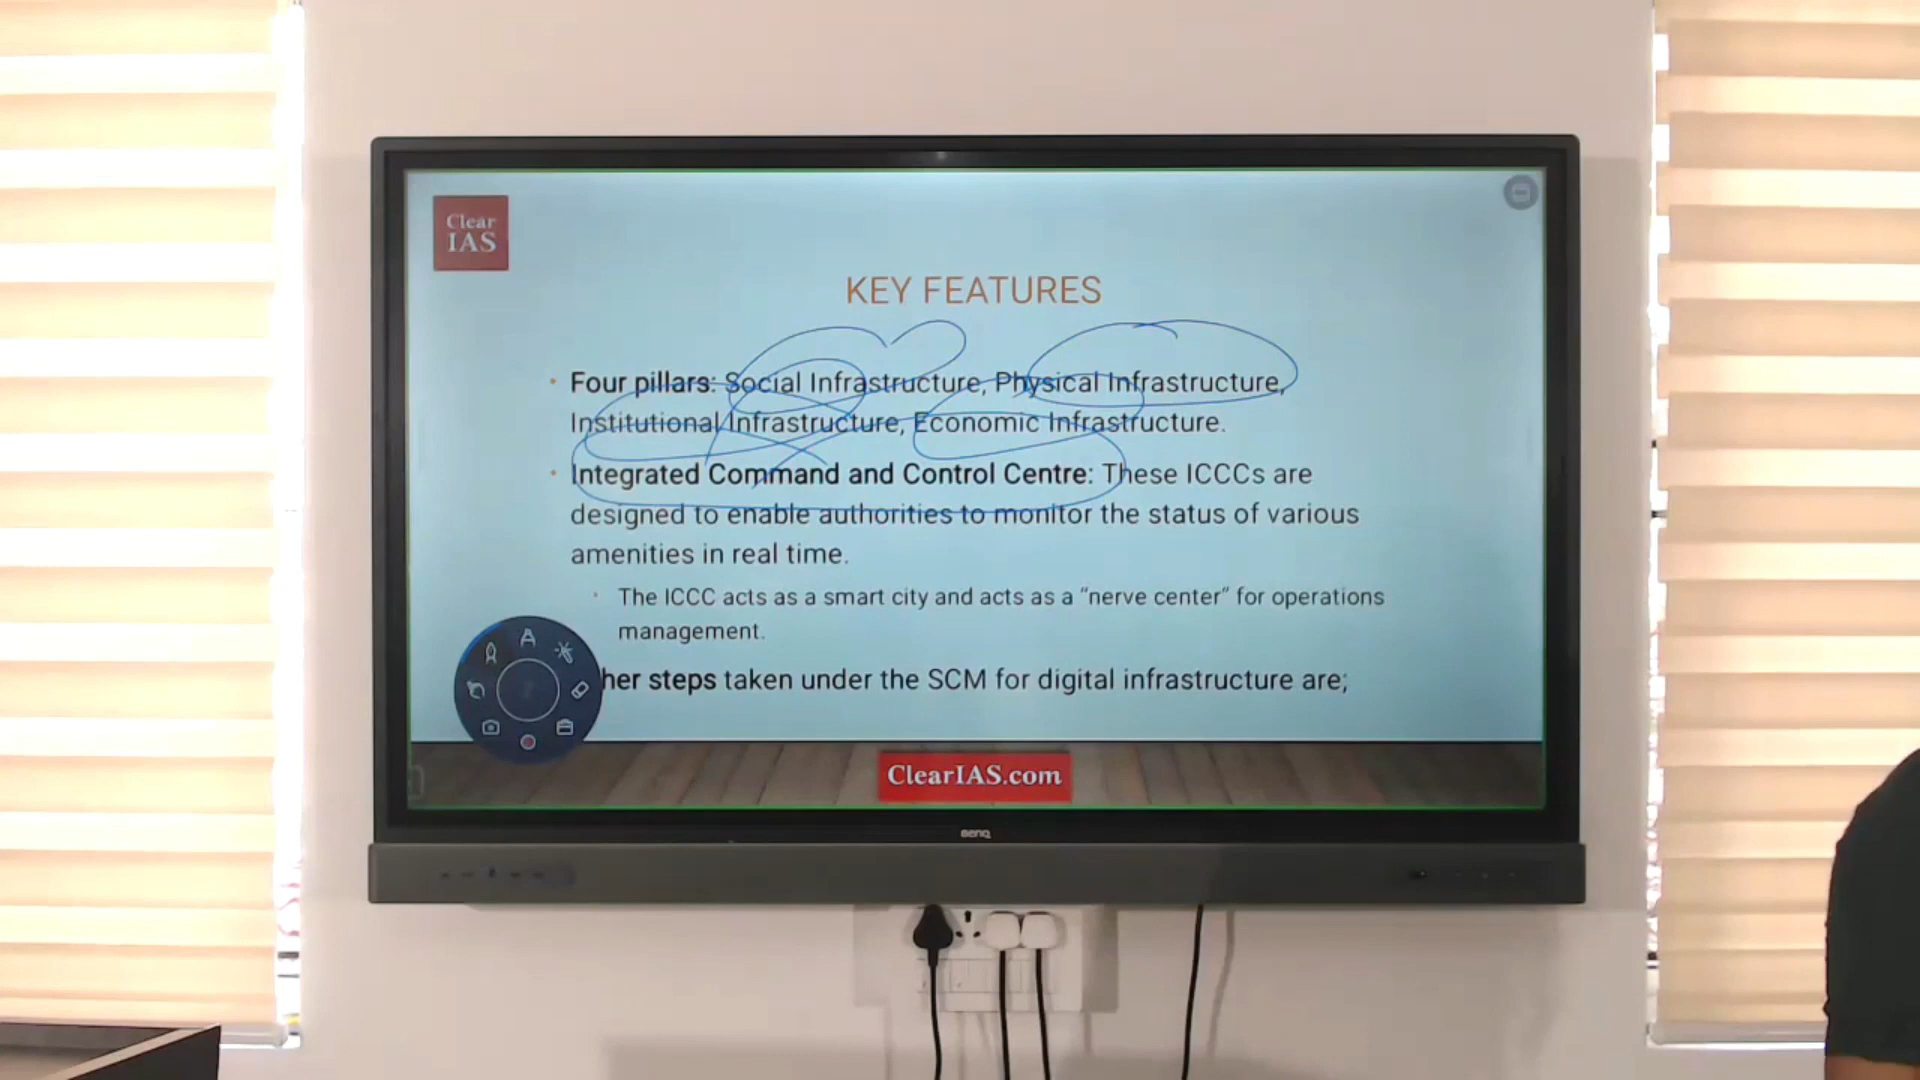 Clear
IAS
KEY FEATURES
Four pillars: Social Infrastructure, Physical Infrastructure,
Institutional Infrastructure, Economic Infrastructure.
Integrated Command and Control Centre: These ICCCs are
designed to enable authorities to monitor the status of various
amenities in real time.
The ICCC acts as a smart city and acts as a “nerve center” for operations
management.
her steps taken under the SCM for digital infrastructure are;
ClearIAS.com
BenQ